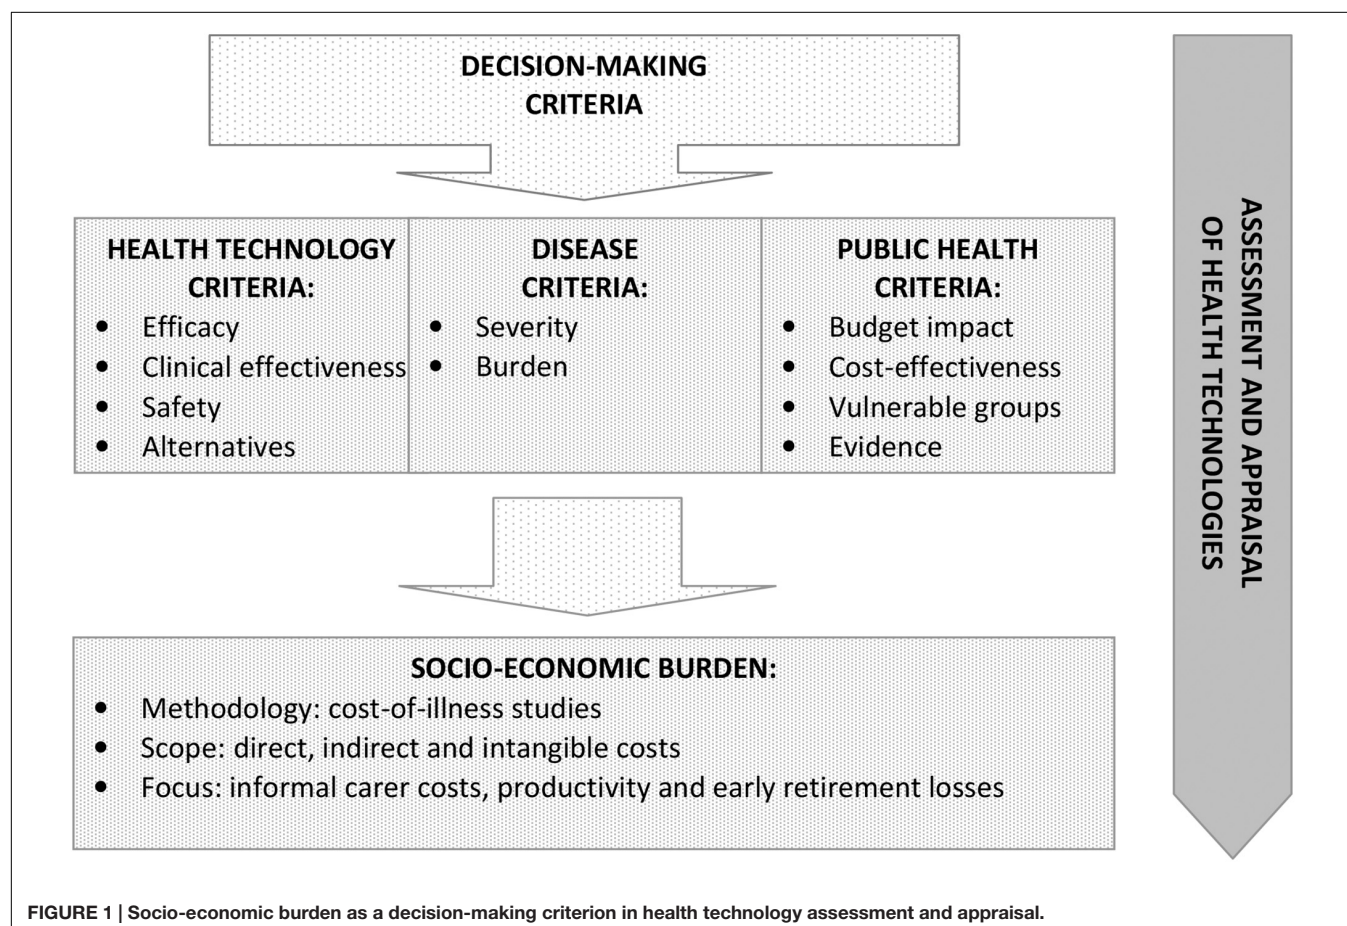 DECISION-MAKING
CRITERIA
HEALTH TECHNOLOGY
CRITERIA:
• Efficacy
• Clinical effectiveness
• Safety
• Alternatives
DISEASE
CRITERIA:
• Severity
• Burden
PUBLIC HEALTH
CRITERIA:
• Budget impact
• Cost-effectiveness
• Vulnerable groups
• Evidence
SOCIO-ECONOMIC BURDEN:
• Methodology: cost-of-illness studies
• Scope: direct, indirect and intangible costs
• Focus: informal carer costs, productivity and early retirement losses
ASSESSMENT AND APPRAISAL
OF HEALTH TECHNOLOGIES
FIGURE 1 | Socio-economic burden as a decision-making criterion in health technology assessment and appraisal.